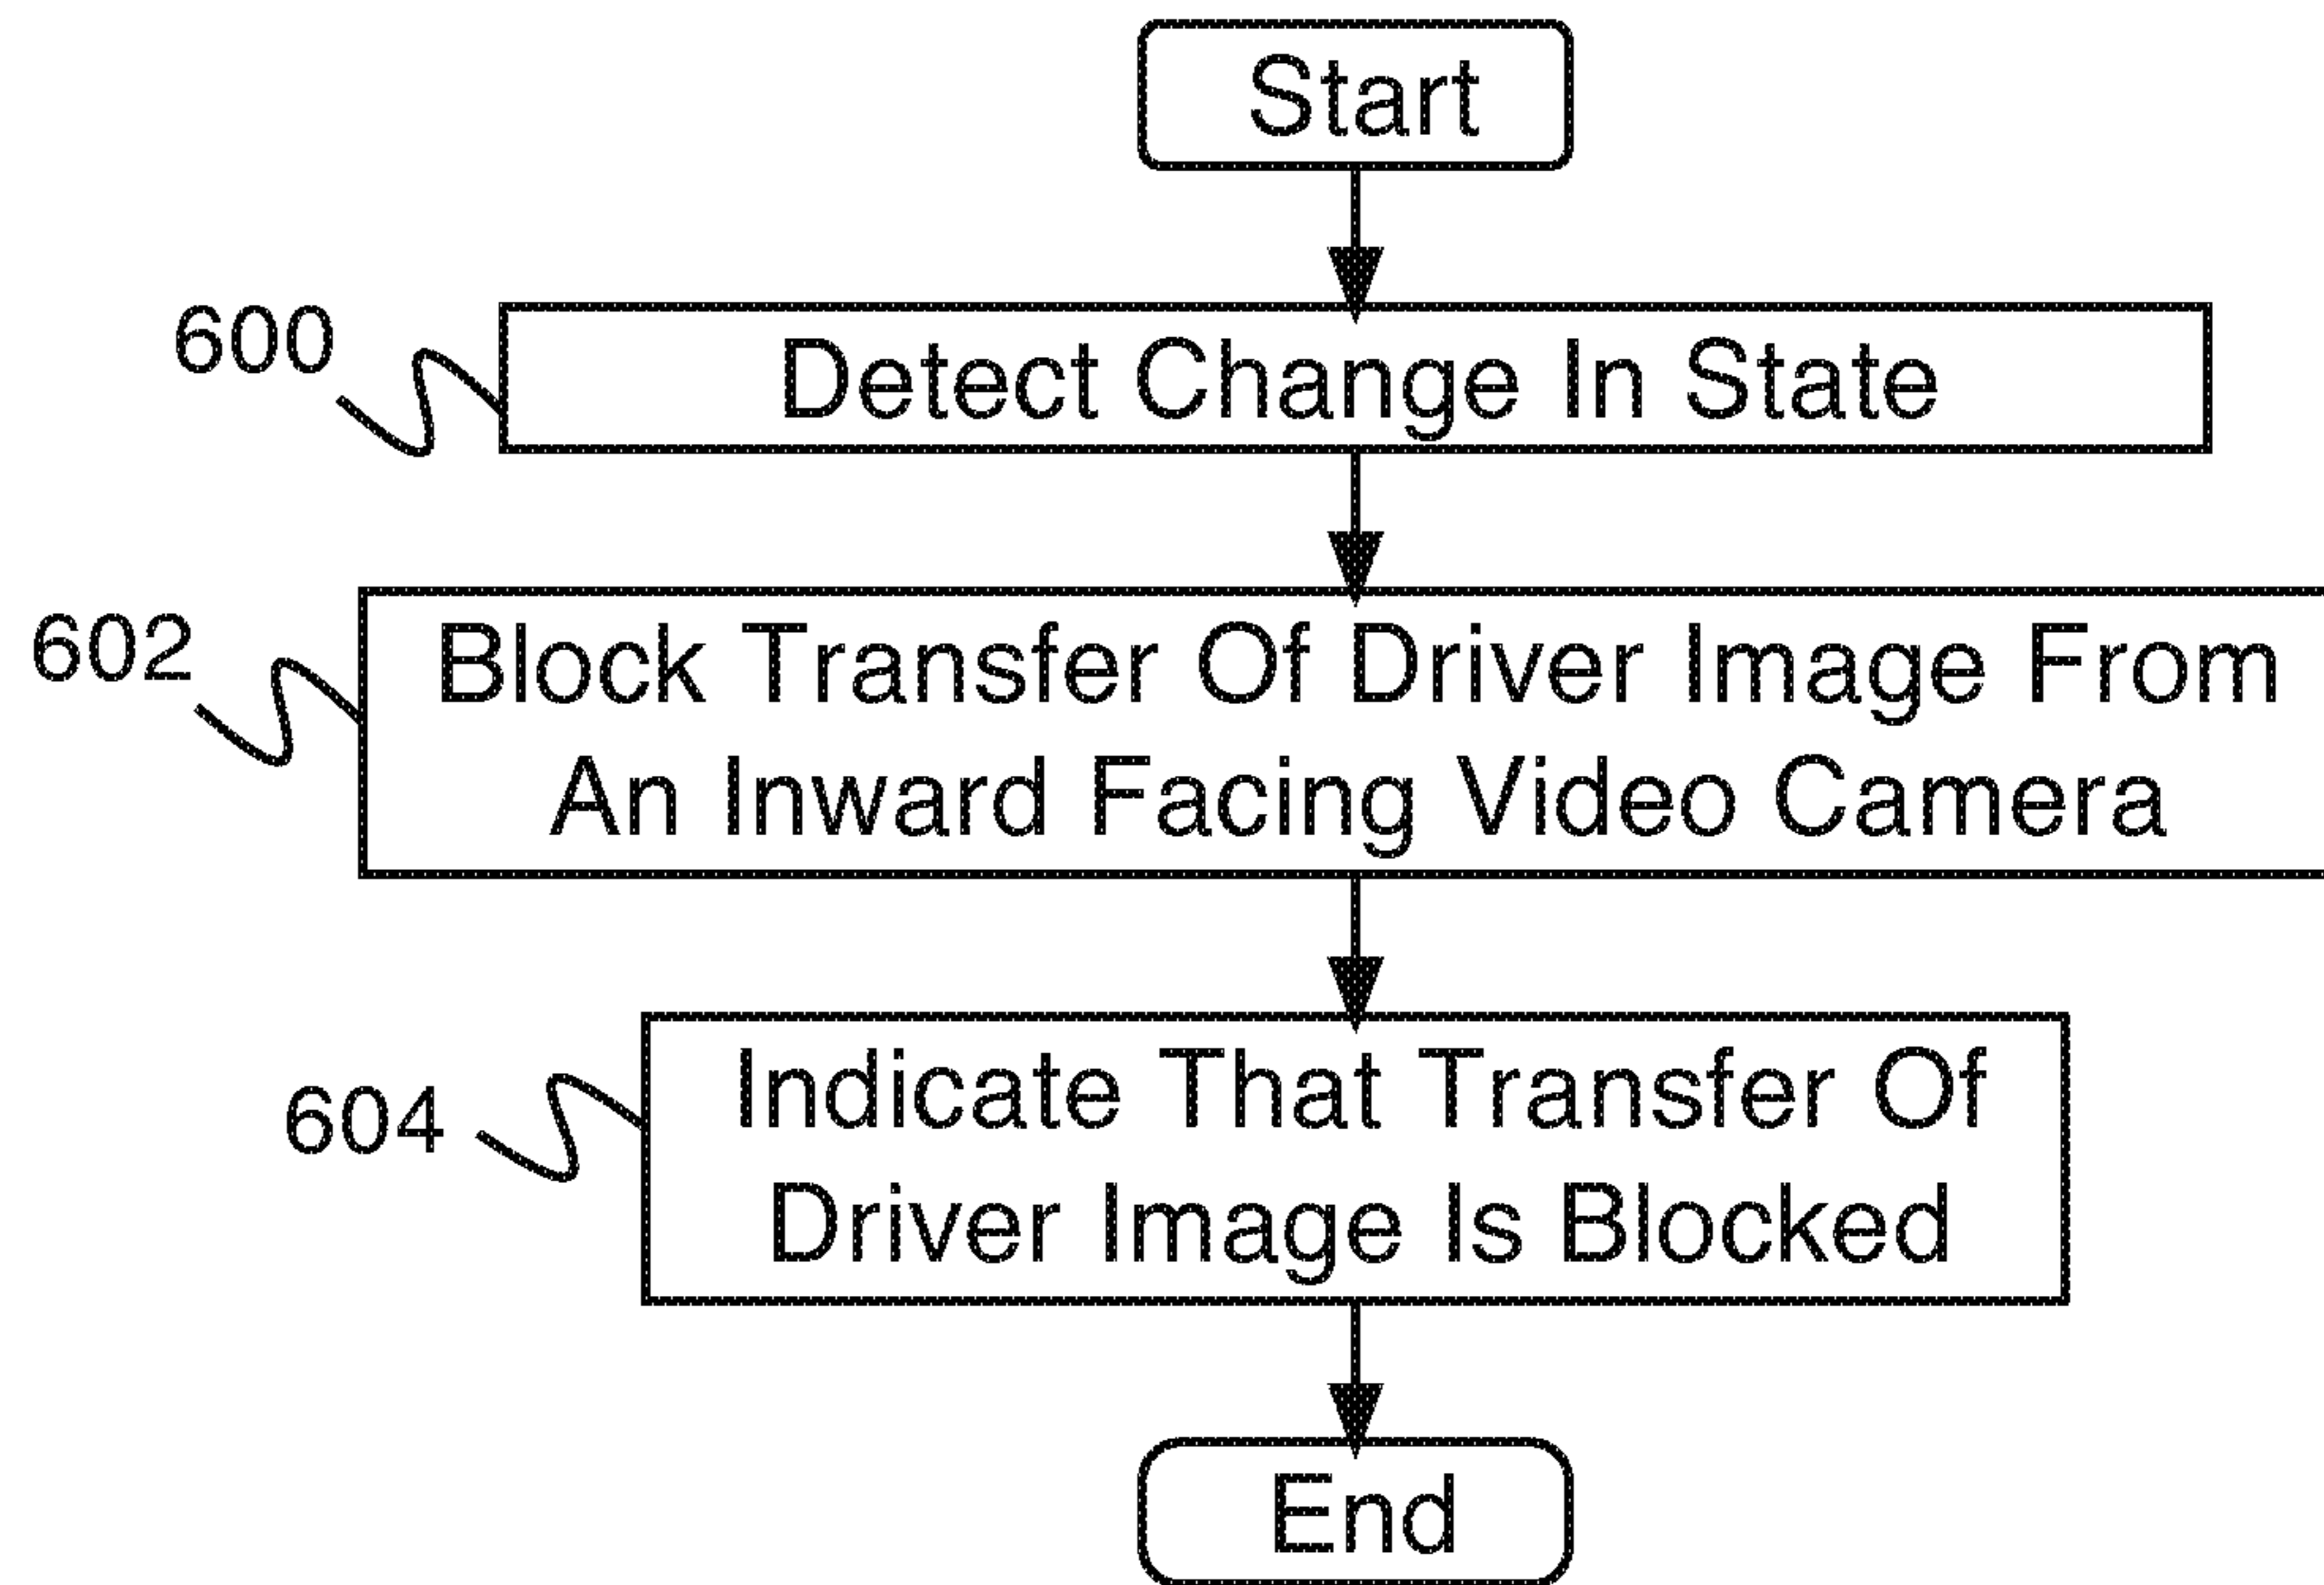 Start
600
Detect Change In State
602
Block Transfer Of Driver Image From
An Inward Facing Video Camera
604
Indicate That Transfer Of
Driver Image Is Blocked
End